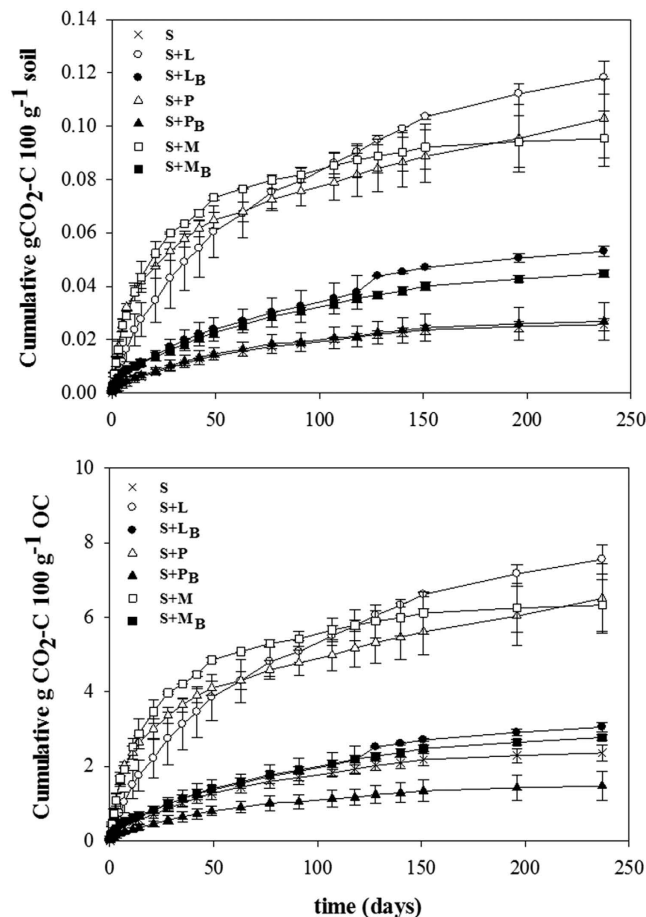 Cumulative gCO2-C 100 g-1 soil
0.14
0.12
0.10
0.08
0.06
0.04
0.02
0.00
S
S+L
S+LB
S+P
S+PB
S+M
S+MB
0 50 100 150 200 250
Cumulative g CO2-C 100 g-1 OC
10
8
6
4
2
0
S
S+L
S+LB
S+P
S+PB
S+M
S+MB
0 50 100 150 200 250
time (days)